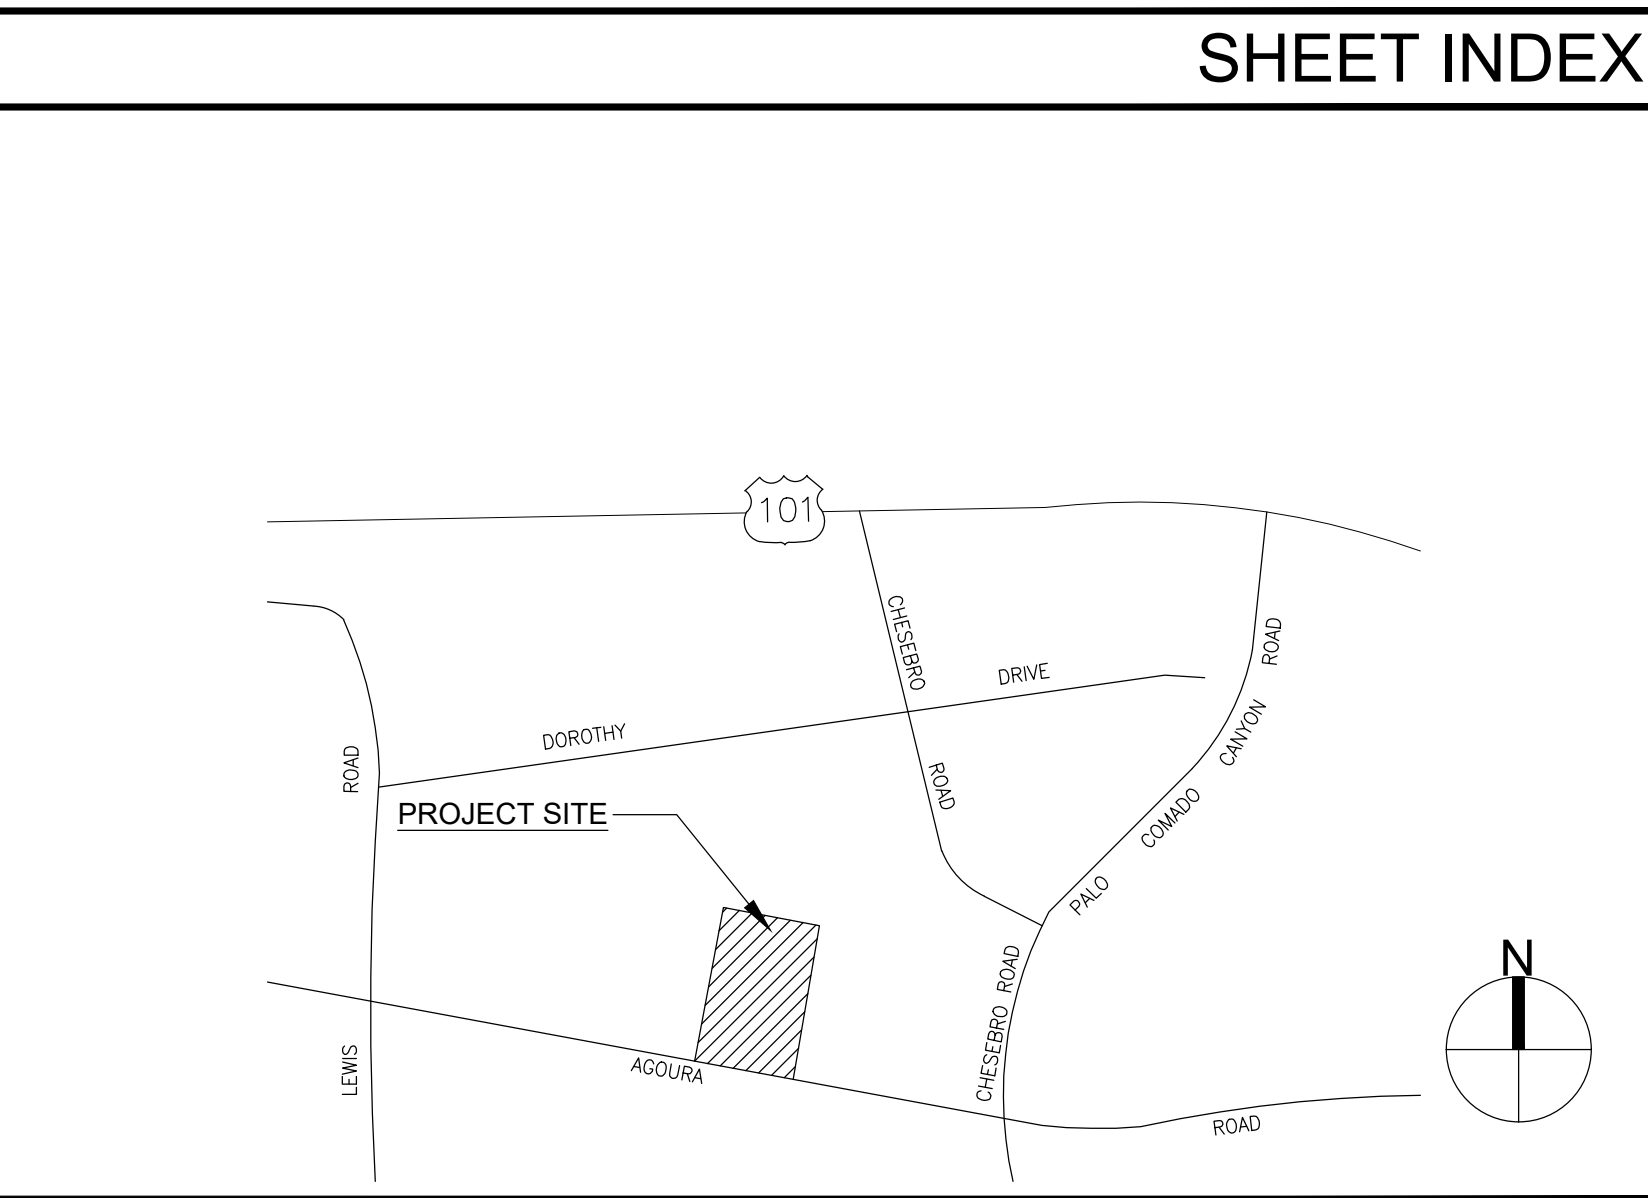 SHEET INDEX
101
CHESEBRO
ROAD
DOROTHY
DRIVE
ROAD
CANYON
COMADO
PALO
ROAD
LEWIS
PROJECT SITE
AGOURA
ROAD
CHESEBRO ROAD
N